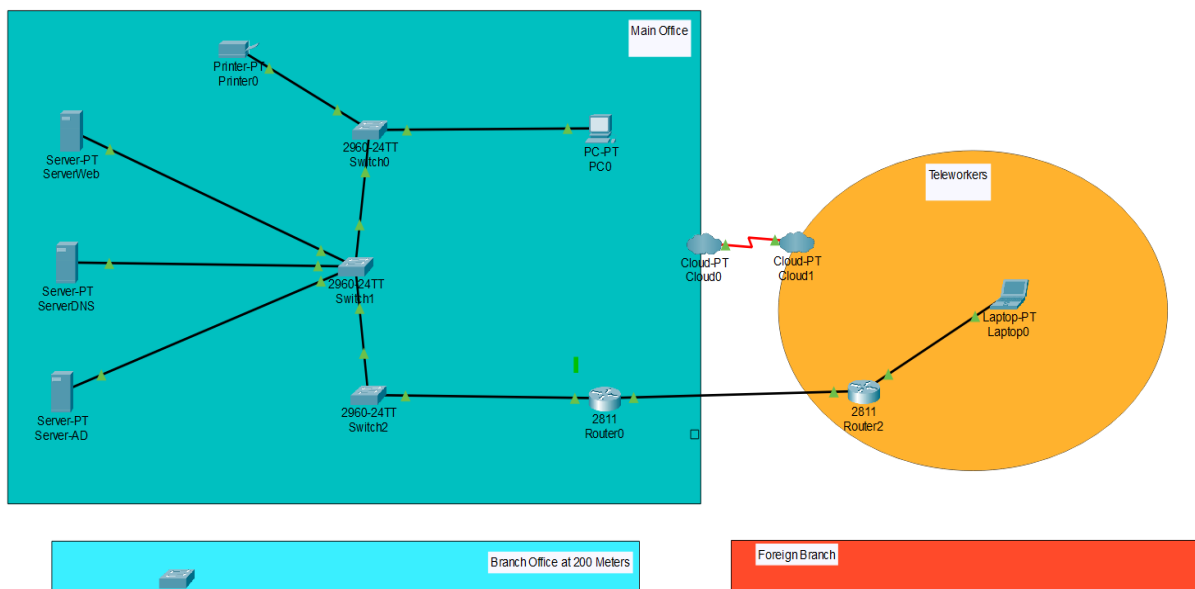 Main Office
Printer-PT
Printer0
2960-24TT
Switch0
PC-PT
PC0
Server-PT
ServerWeb
Teleworkers
Cloud-PT
Cloud0
Cloud-PT
Cloud1
Server-PT
ServerDNS
2960-24TT
Switch1
Laptop-PT
Laptop0
Server-PT
Server-AD
2960-24TT
Switch2
2811
Router0
2811
Router2
Branch Office at 200 Meters
Foreign Branch